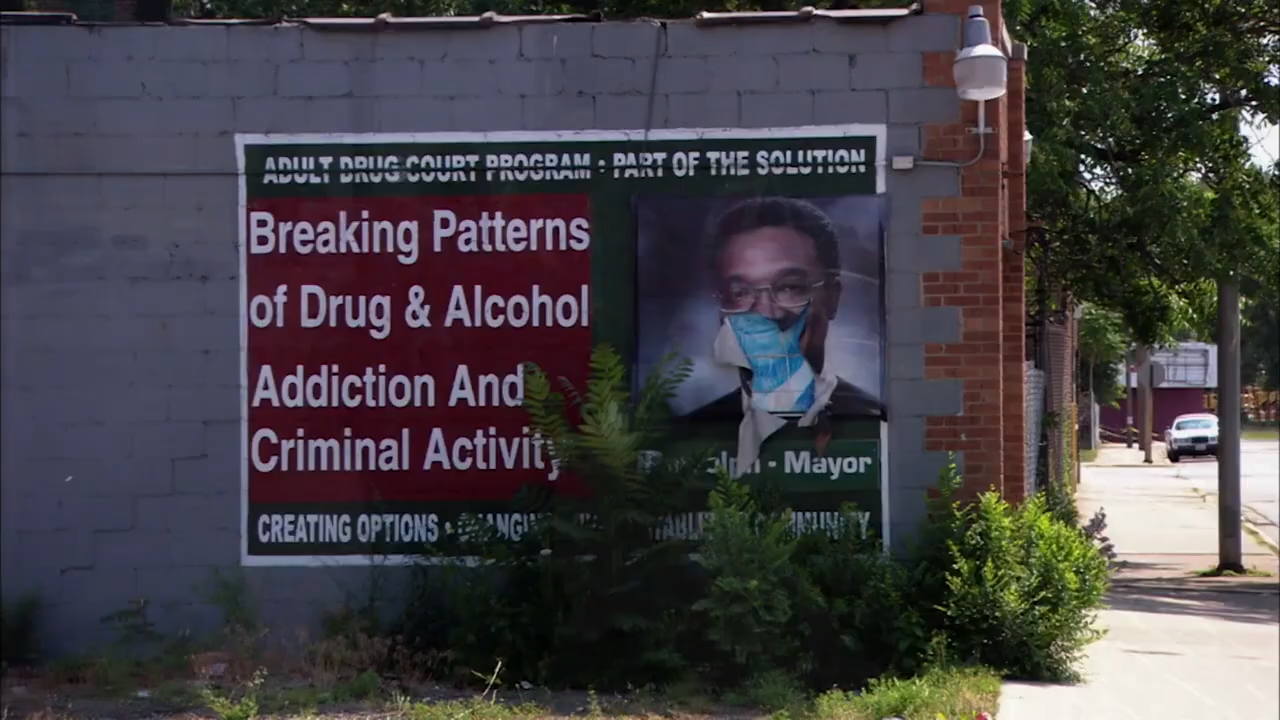 ADULT DRUG COURT PROGRAM - PART OF THE SOLUTION
Breaking Patterns
of Drug & Alcohol
Addiction And
Criminal Activity
- Mayor
CREATING OPTIONS